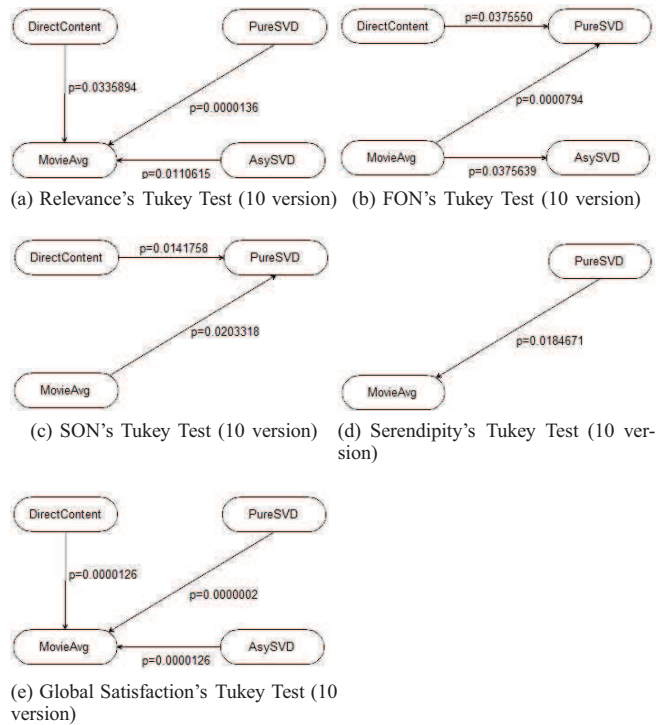 DirectContent
PureSVD
p=0.0335894
p=0.0000136
MovieAvg
p=0.0110615
AsySVD
(a) Relevance's Tukey Test (10 version)
DirectContent
p=0.0375550
PureSVD
p=0.0000794
MovieAvg
p=0.0375639
AsySVD
(b) FON's Tukey Test (10 version)
DirectContent
p=0.0141758
PureSVD
p=0.0203318
MovieAvg
(c) SON's Tukey Test (10 version)
PureSVD
p=0.0184671
MovieAvg
(d) Serendipity's Tukey Test (10 ver-
sion)
DirectContent
PureSVD
p=0.0000126
p=0.0000002
MovieAvg
p=0.0000126
AsySVD
(e) Global Satisfaction's Tukey Test (10
version)